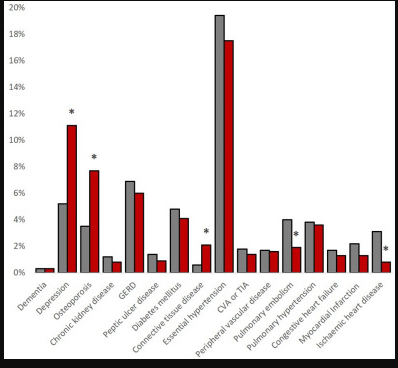 20%
18%
16%
14%
12%
10%
8%
6%
4%
2%
0%
*
*
*
*
*
Dementia
Depression
Osteoporosis
Chronic kidney disease
GERD
Peptic ulcer disease
Diabetes mellitus
Connective tissue disease
Essential hypertension
CVA or TIA
Peripheral vascular disease
Pulmonary embolism
Pulmonary hypertension
Congestive heart failure
Myocardial Infarction
Ischaemic heart disease